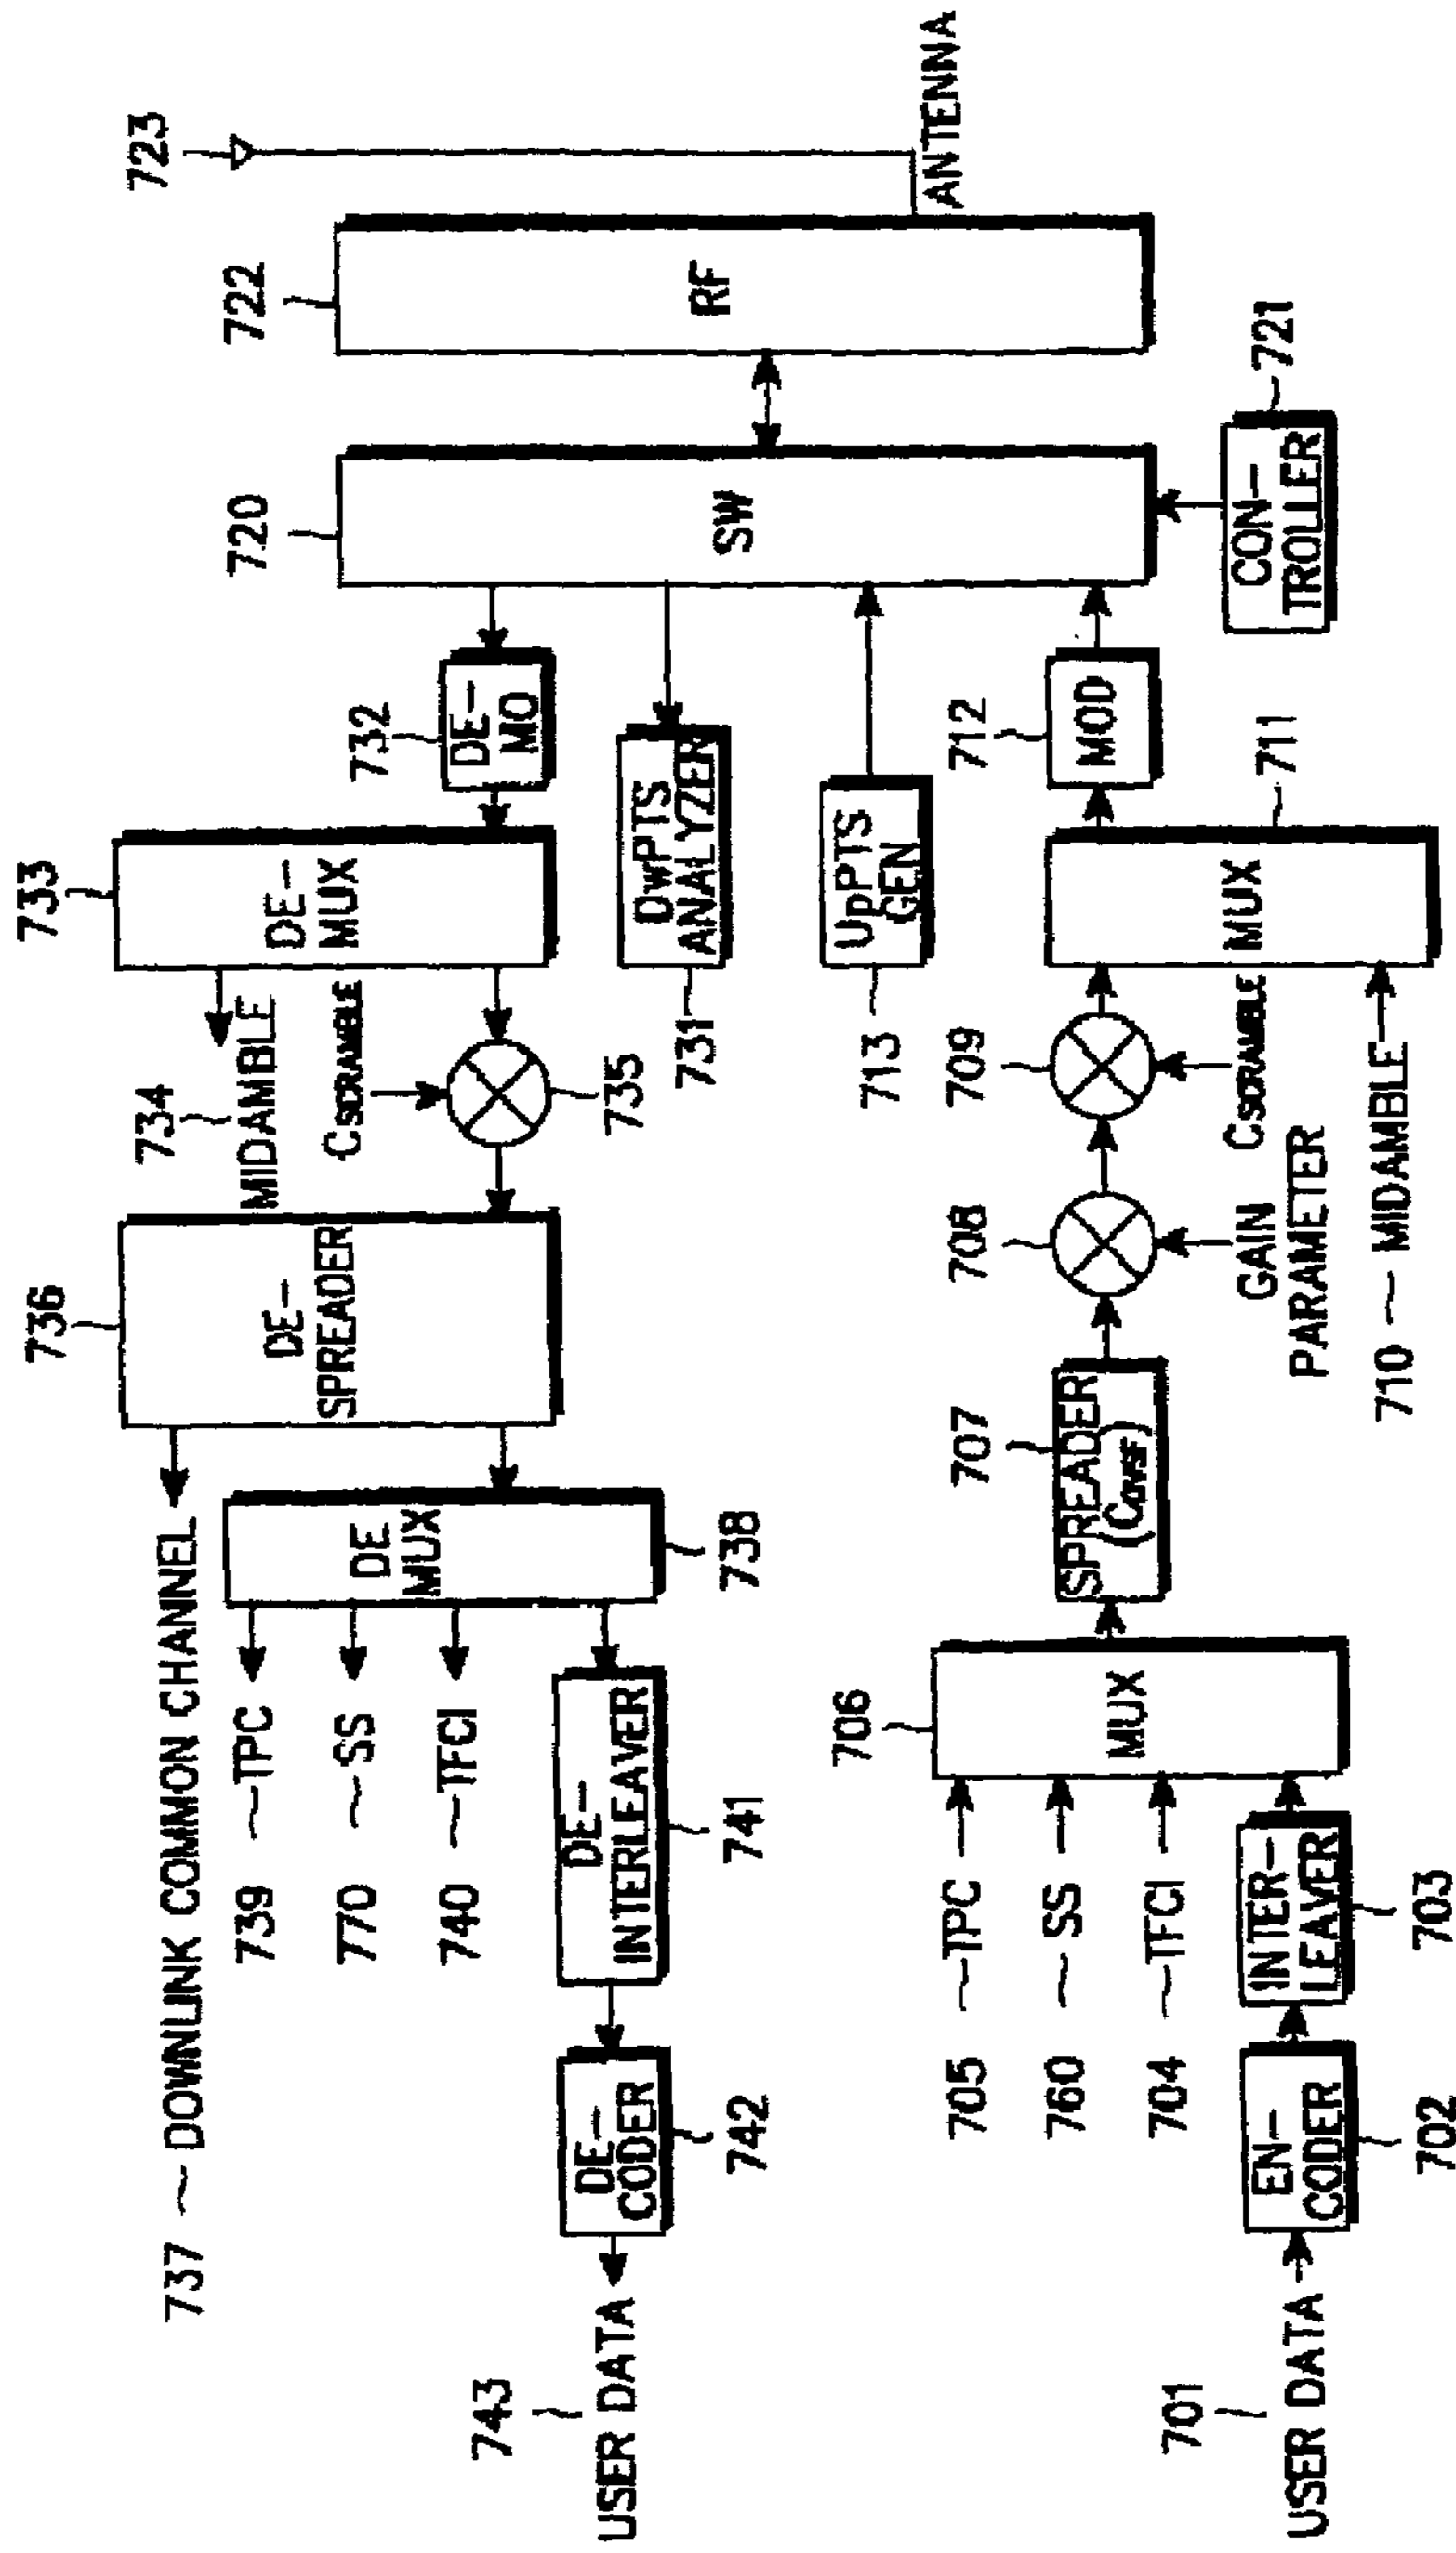 737 ~ DOWNLINK COMMON CHANNEL
736
DE-
SPREADER
734
MIDAMBLE
CSCRAMBLE
735
733
DE-
MUX
732
DE-
MO
720
SW
722
RF
723
ANTENNA
739 ~TPC
770 ~SS
740 ~TFCI
DE
MUX
738
743
USER DATA
DE-
CODER
742
DE-
INTERLEAVER
741
DwPTS
ANALYZER
731
UpPTS
GEN
713
705 ~TPC
760 ~SS
704 ~TFCI
706
MUX
707
SPREADER
(COVSF)
708
GAIN
PARAMETER
709
CSCRAMBLE
710 ~ MIDAMBLE
MUX
711
712
MOD
CON-
TROLLER
721
701
USER DATA
EN-
CODER
702
INTER-
LEAVER
703